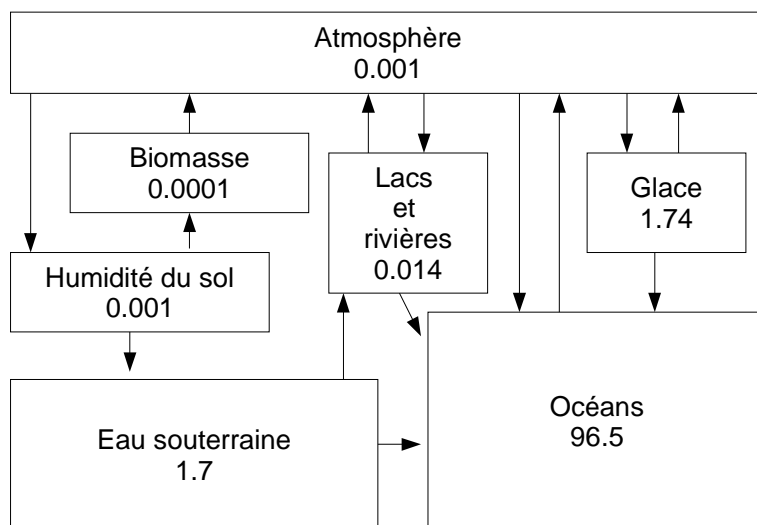 Atmosphère
0.001
Biomasse
0.0001
Lacs
et
rivières
0.014
Glace
1.74
Humidité du sol
0.001
Eau souterraine
1.7
Océans
96.5